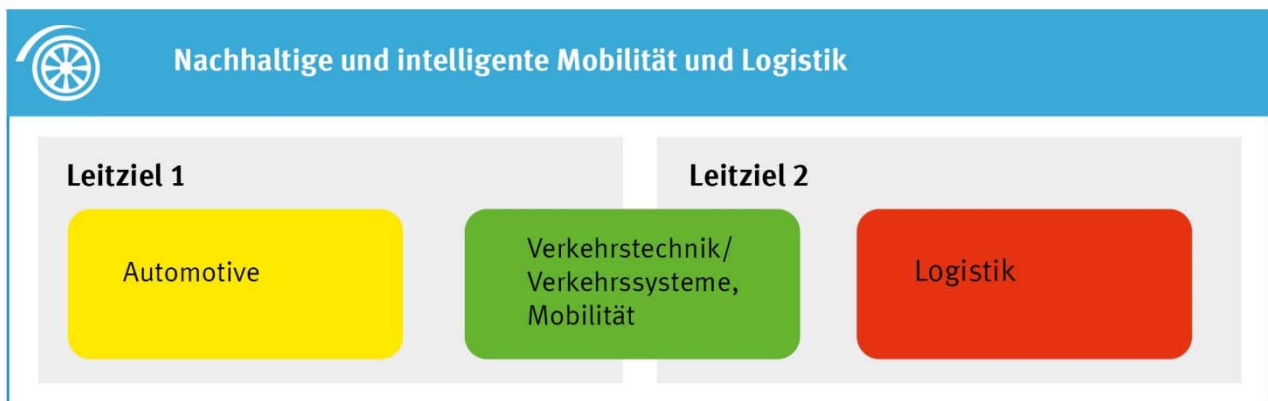 Nachhaltige und intelligente Mobilität und Logistik
Leitziel 1
Automotive
Verkehrstechnik/
Verkehrssysteme,
Mobilität
Leitziel 2
Logistik